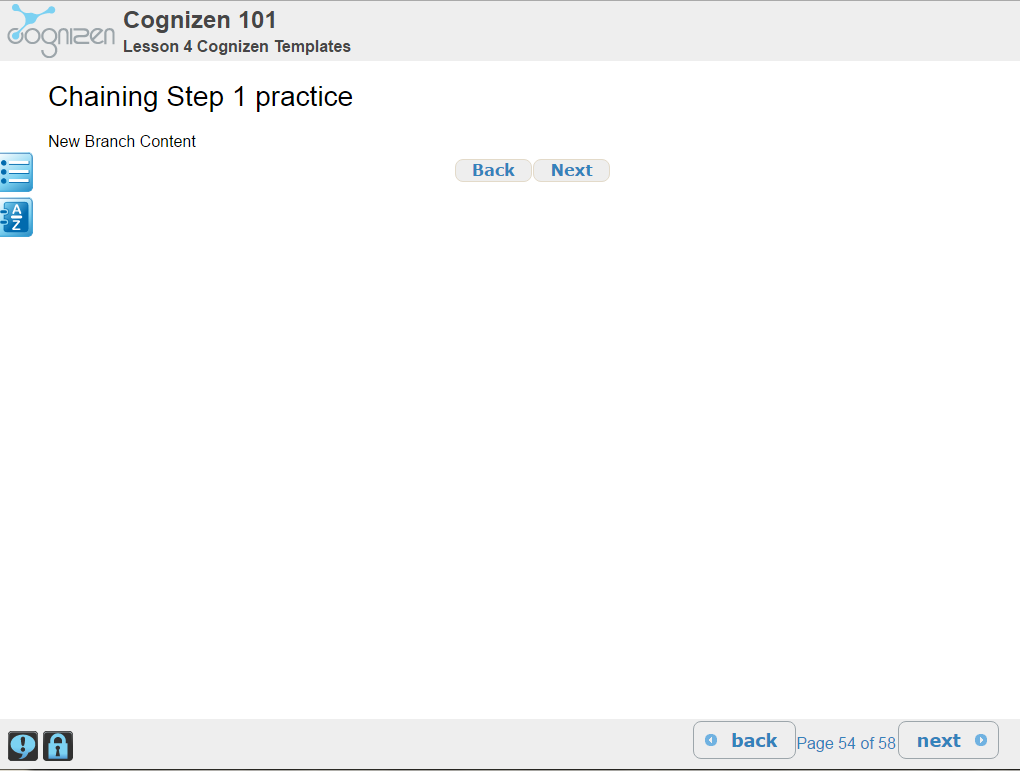 cognizen
Cognizen 101
Lesson 4 Cognizen Templates
Chaining Step 1 practice
New Branch Content
Back Next
A
Z
back Page 54 of 58 next